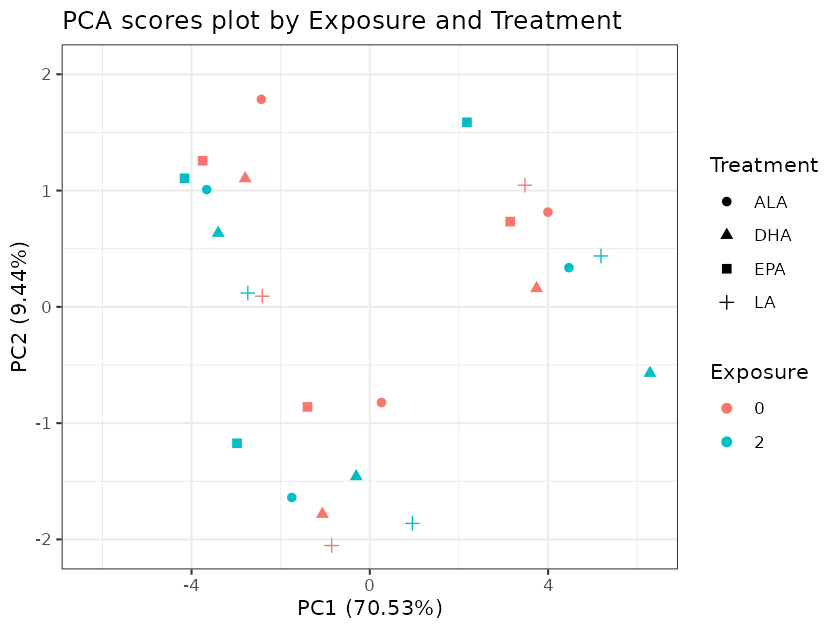 PCA scores plot by Exposure and Treatment
PC2 (9.44%)
2
1
0
-1
-2
-4
0
4
PC1 (70.53%)
Treatment
ALA
DHA
EPA
LA
Exposure
0
2